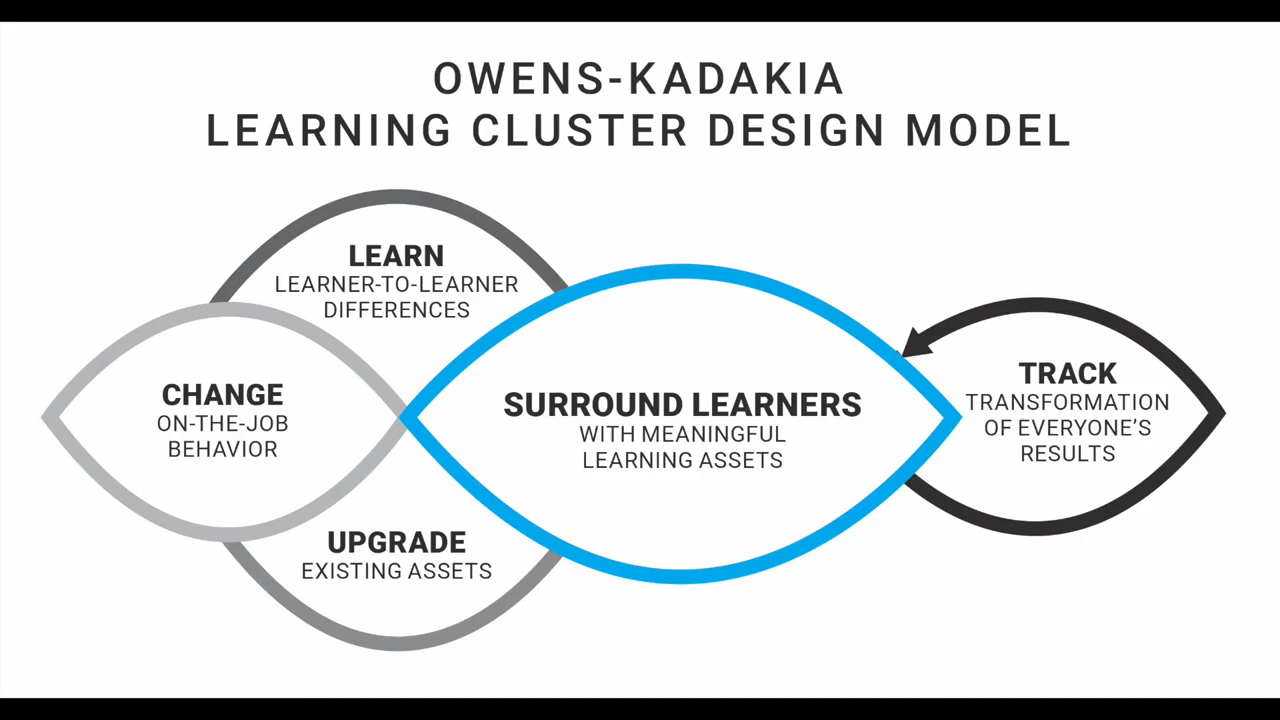 OWENS-KADAKIA
LEARNING CLUSTER DESIGN MODEL
LEARN
LEARNER-TO-LEARNER
DIFFERENCES
CHANGE
ON-THE-JOB
BEHAVIOR
SURROUND LEARNERS
WITH MEANINGFUL
LEARNING ASSETS
TRACK
TRANSFORMATION
OF EVERYONE'S
RESULTS
UPGRADE
EXISTING ASSETS